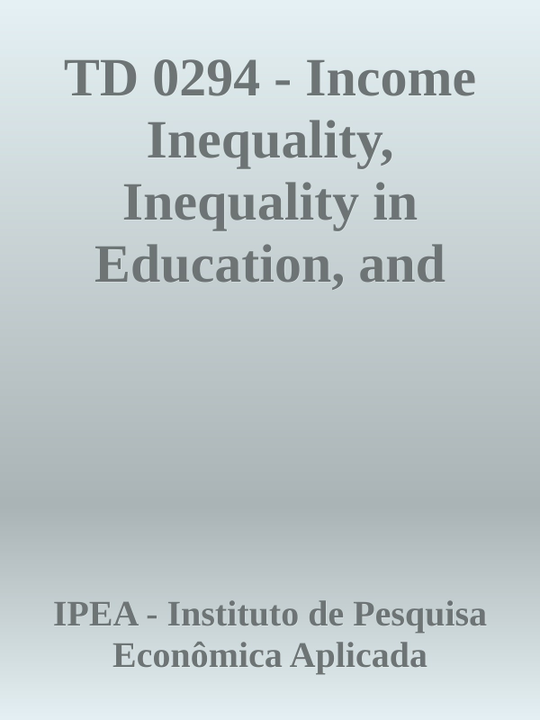 TD 0294 - Income
Inequality,
Inequality in
Education, and
IPEA - Instituto de Pesquisa
Econômica Aplicada